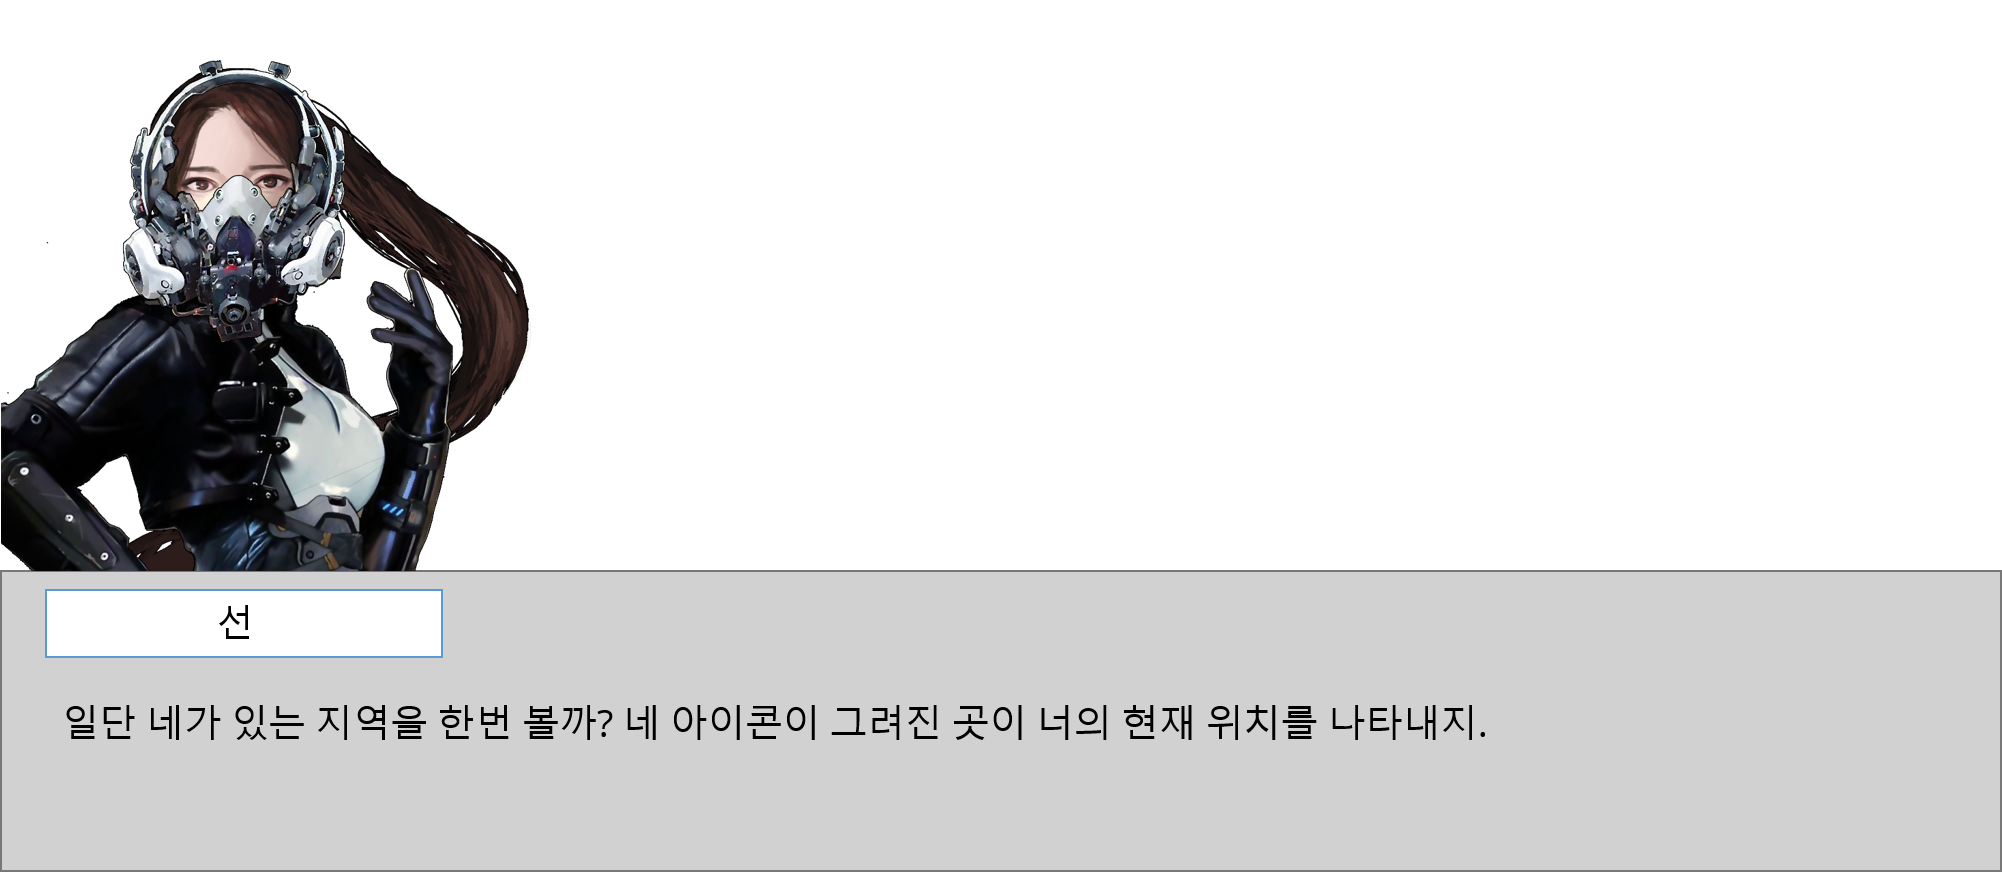 선
일단 네가 있는 지역을 한번 볼까? 네 아이콘이 그려진 곳이 너의 현재 위치를 나타내지.